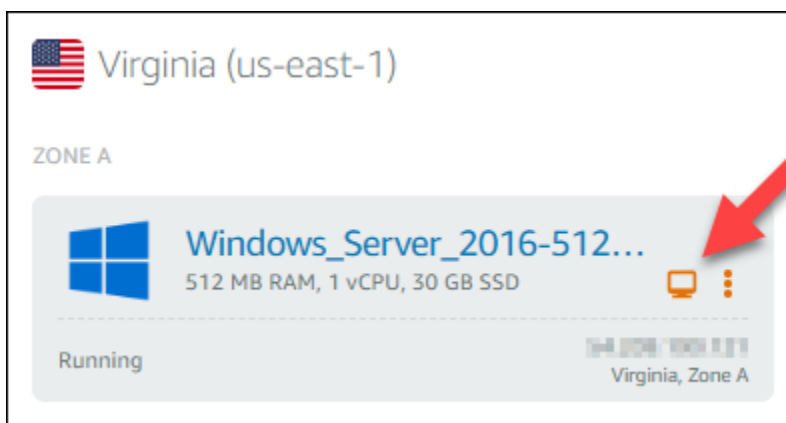 Virginia (us-east-1)
ZONE A
Windows_Server_2016-512...
512 MB RAM, 1 vCPU, 30 GB SSD
Running
Virginia, Zone A